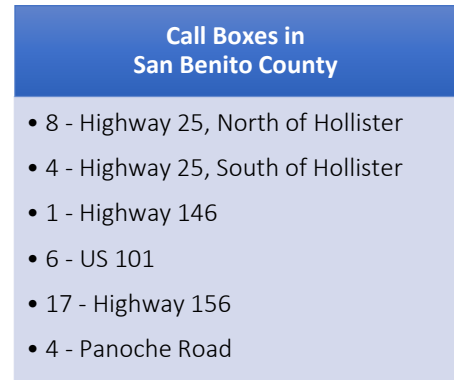 Call Boxes in
San Benito County
• 8 - Highway 25, North of Hollister
• 4 - Highway 25, South of Hollister
• 1 - Highway 146
• 6 - US 101
• 17 - Highway 156
• 4 - Panoche Road